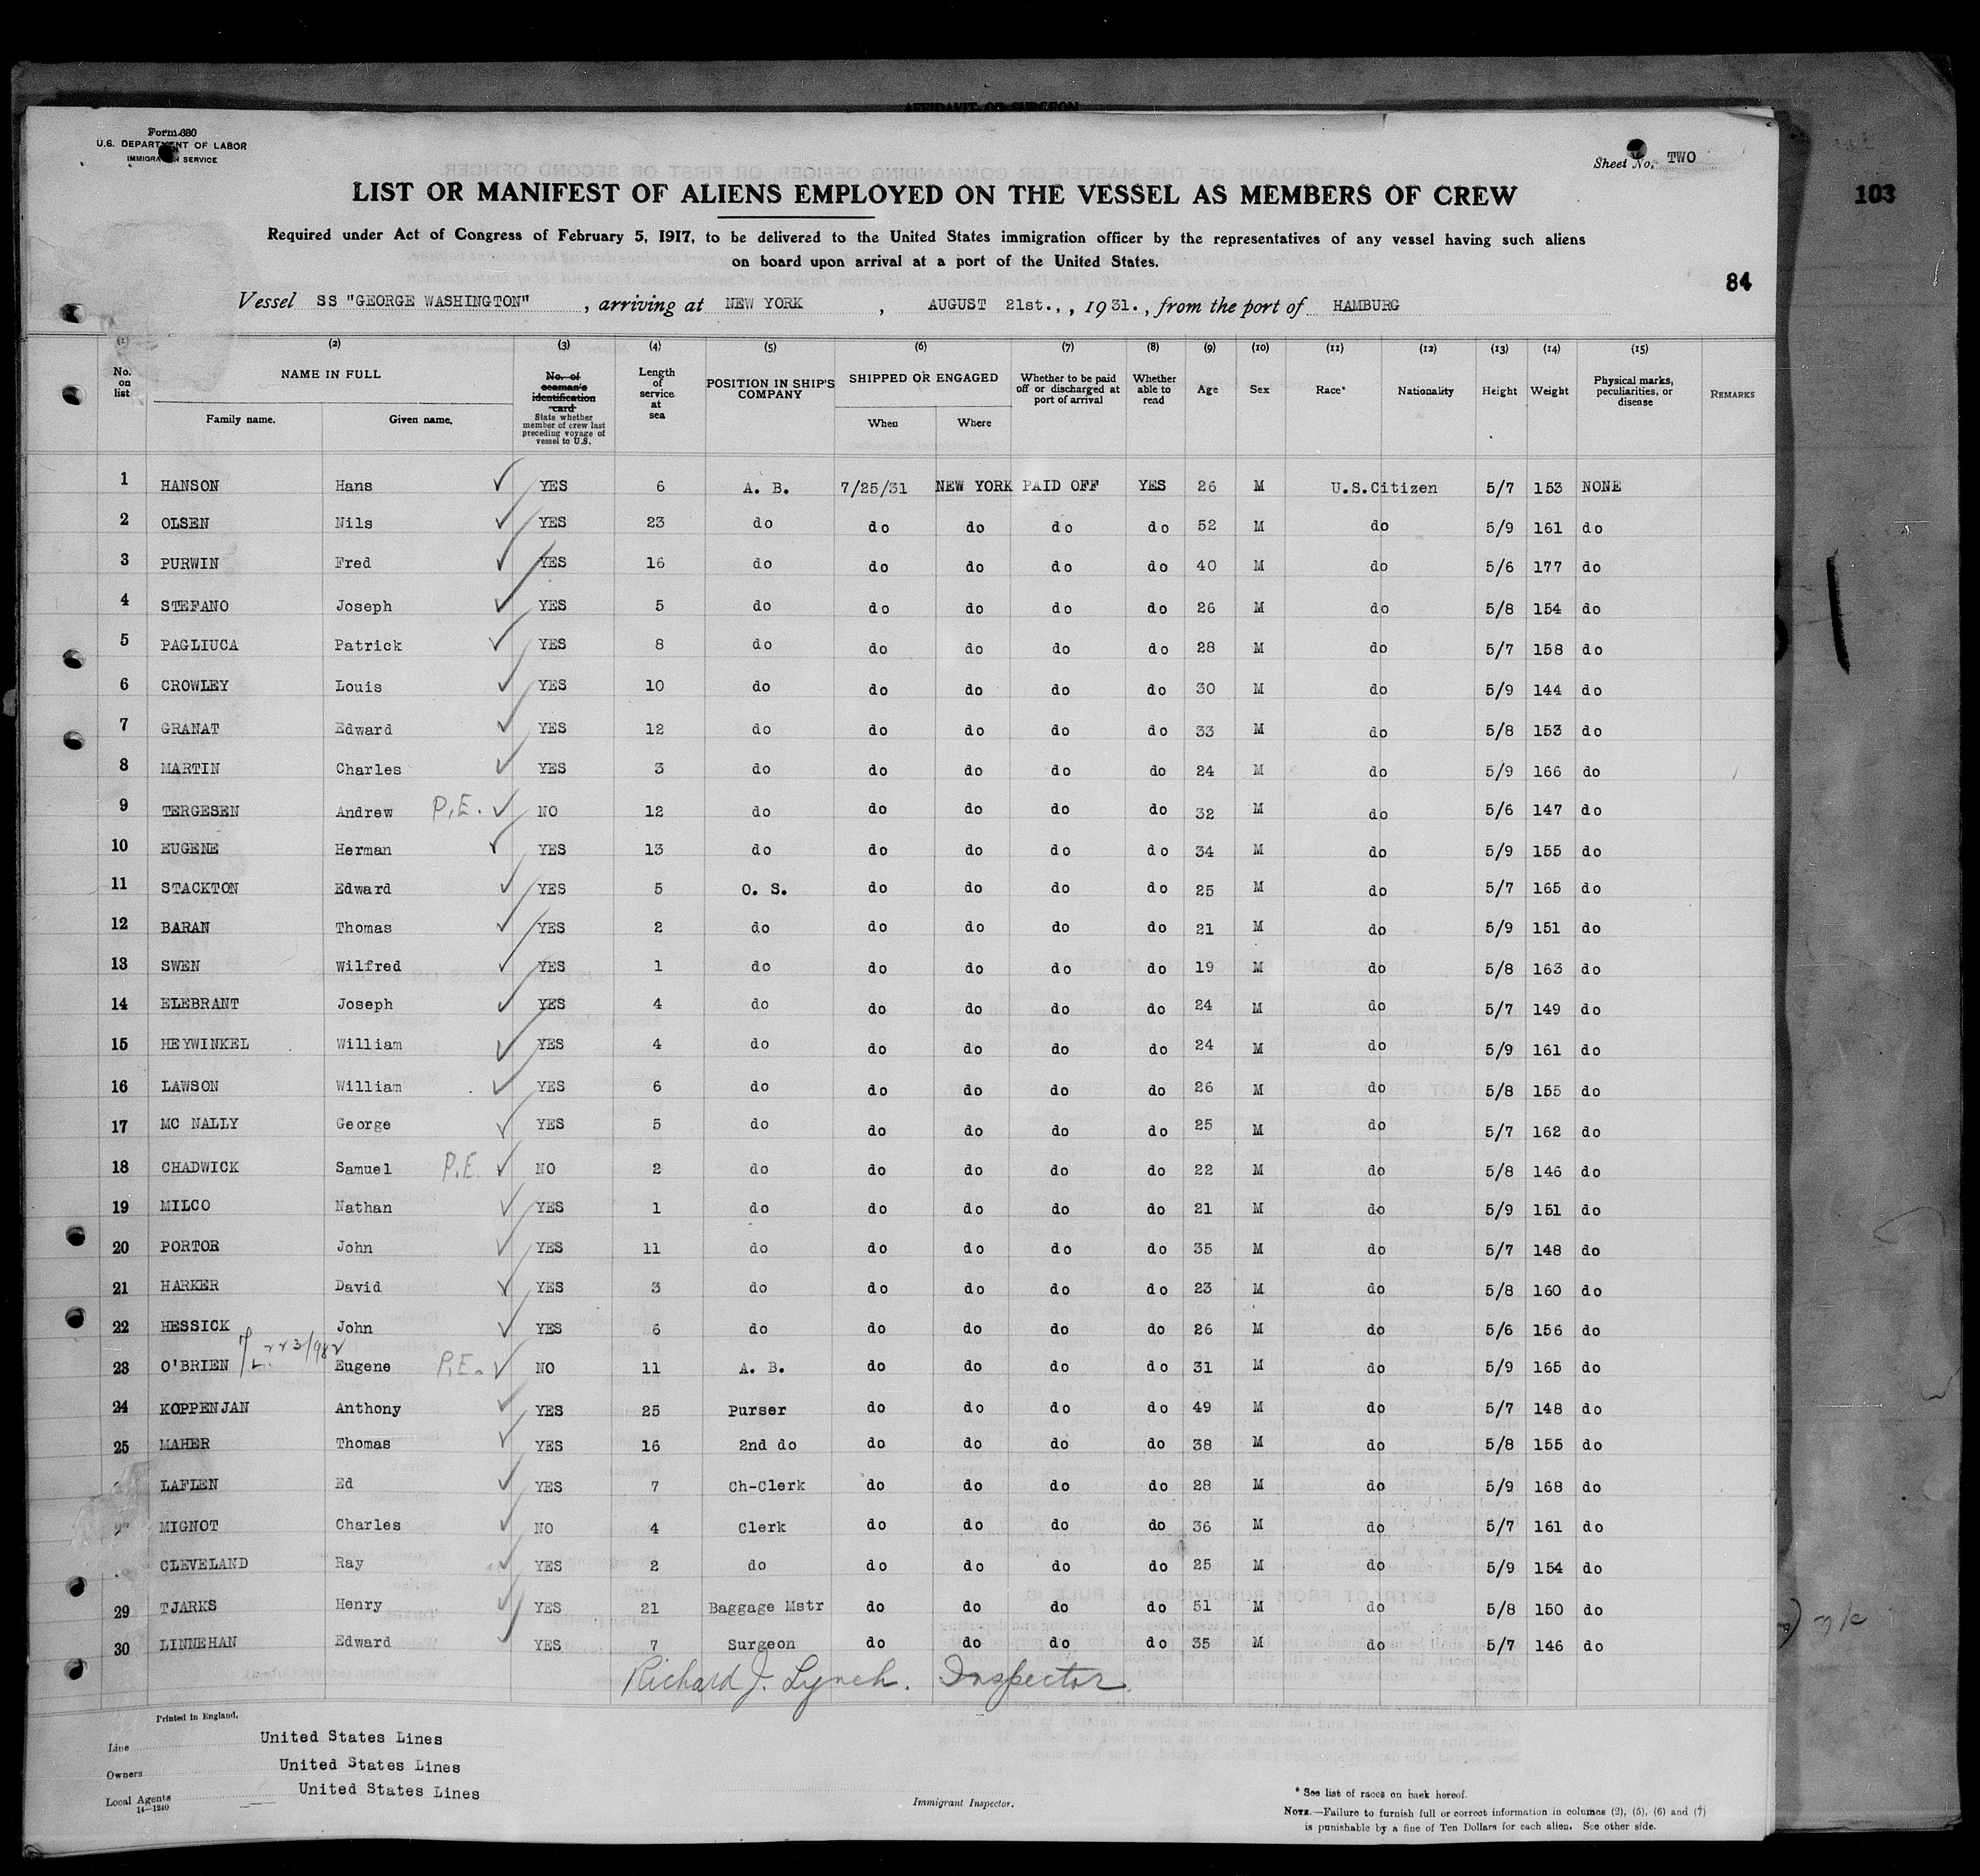 AFFIDAVIT OF SURGEON
Form 680
U.S. DEPARTMENT OF LABOR
IMMIGRATION SERVICE
Sheet No. TWO
103
LIST OR MANIFEST OF ALIENS EMPLOYED ON THE VESSEL AS MEMBERS OF CREW
Required under Act of Congress of February 5, 1917, to be delivered to the United States immigration officer by the representatives of any vessel having such aliens
on board upon arrival at a port of the United States.
84
Vessel SS "GEORGE WASHINGTON" , arriving at NEW YORK , AUGUST 21st., , 1931. , from the port of HAMBURG
(1) (2) (3) (4) (5) (6) (7) (8) (9) (10) (11) (12) (13) (14) (15)
No. on list NAME IN FULL Family name. Given name. No. of seaman's identification card State whether member of crew last preceding voyage of vessel to U.S. Length of service at sea POSITION IN SHIP'S COMPANY SHIPPED OR ENGAGED When Where Whether to be paid off or discharged at port of arrival Whether able to read Age Sex Race* Nationality Height Weight Physical marks, peculiarities, or disease REMARKS
1 HANSON Hans ✓ YES 6 A. B. 7/25/31 NEW YORK PAID OFF YES 26 M U.S.Citizen 5/7 153 NONE
2 OLSEN Nils ✓ YES 23 do do do do do 52 M do 5/9 161 do
3 PURWIN Fred ✓ YES 16 do do do do do 40 M do 5/6 177 do
4 STEFANO Joseph ✓ YES 5 do do do do do 26 M do 5/8 154 do
5 PAGLIUCA Patrick ✓ YES 8 do do do do do 28 M do 5/7 158 do
6 CROWLEY Louis ✓ YES 10 do do do do do 30 M do 5/9 144 do
7 GRANAT Edward ✓ YES 12 do do do do do 33 M do 5/8 153 do
8 MARTIN Charles ✓ YES 3 do do do do do 24 M do 5/9 166 do
9 TERGESEN Andrew P.E. ✓ NO 12 do do do do do 32 M do 5/6 147 do
10 EUGENE Herman ✓ YES 13 do do do do do 34 M do 5/9 155 do
11 STACKTON Edward ✓ YES 5 O. S. do do do do 25 M do 5/7 165 do
12 BARAN Thomas ✓ YES 2 do do do do do 21 M do 5/9 151 do
13 SWEN Wilfred ✓ YES 1 do do do do do 19 M do 5/8 163 do
14 ELEBRANT Joseph ✓ YES 4 do do do do do 24 M do 5/7 149 do
15 HEYWINKEL William ✓ YES 4 do do do do do 24 M do 5/9 161 do
16 LAWSON William ✓ YES 6 do do do do do 26 M do 5/8 155 do
17 MC NALLY George ✓ YES 5 do do do do do 25 M do 5/7 162 do
18 CHADWICK Samuel P.E. ✓ NO 2 do do do do do 22 M do 5/8 146 do
19 MILCO Nathan ✓ YES 1 do do do do do 21 M do 5/9 151 do
20 PORTOR John ✓ YES 11 do do do do do 35 M do 5/7 148 do
21 HARKER David ✓ YES 3 do do do do do 23 M do 5/8 160 do
22 HESSICK John ✓ YES 6 do do do do do 26 M do 5/6 156 do
23 O'BRIEN Eugene P.E. ✓ NO 11 A. B. do do do do 31 M do 5/9 165 do
24 KOPPENJAN Anthony ✓ YES 25 Purser do do do do 49 M do 5/7 148 do
25 MAHER Thomas ✓ YES 16 2nd do do do do do 38 M do 5/8 155 do
LAFLEN Ed ✓ YES 7 Ch-Clerk do do do do 28 M do 5/9 168 do
MIGNOT Charles ✓ NO 4 Clerk do do do do 36 M do 5/7 161 do
CLEVELAND Ray ✓ YES 2 do do do do do 25 M do 5/9 154 do
29 TJARKS Henry ✓ YES 21 Baggage Mstr do do do do 51 M do 5/8 150 do
30 LINNEHAN Edward ✓ YES 7 Surgeon do do do do 35 M do 5/7 146 do
Richard J. Lynch. Inspector.
Printed in England.
Line United States Lines
Owners United States Lines
Local Agents United States Lines
14—1240
Immigrant Inspector.
* See list of races on back hereof.
NOTE.—Failure to furnish full or correct information in columns (2), (5), (6) and (7)
is punishable by a fine of Ten Dollars for each alien. See other side.